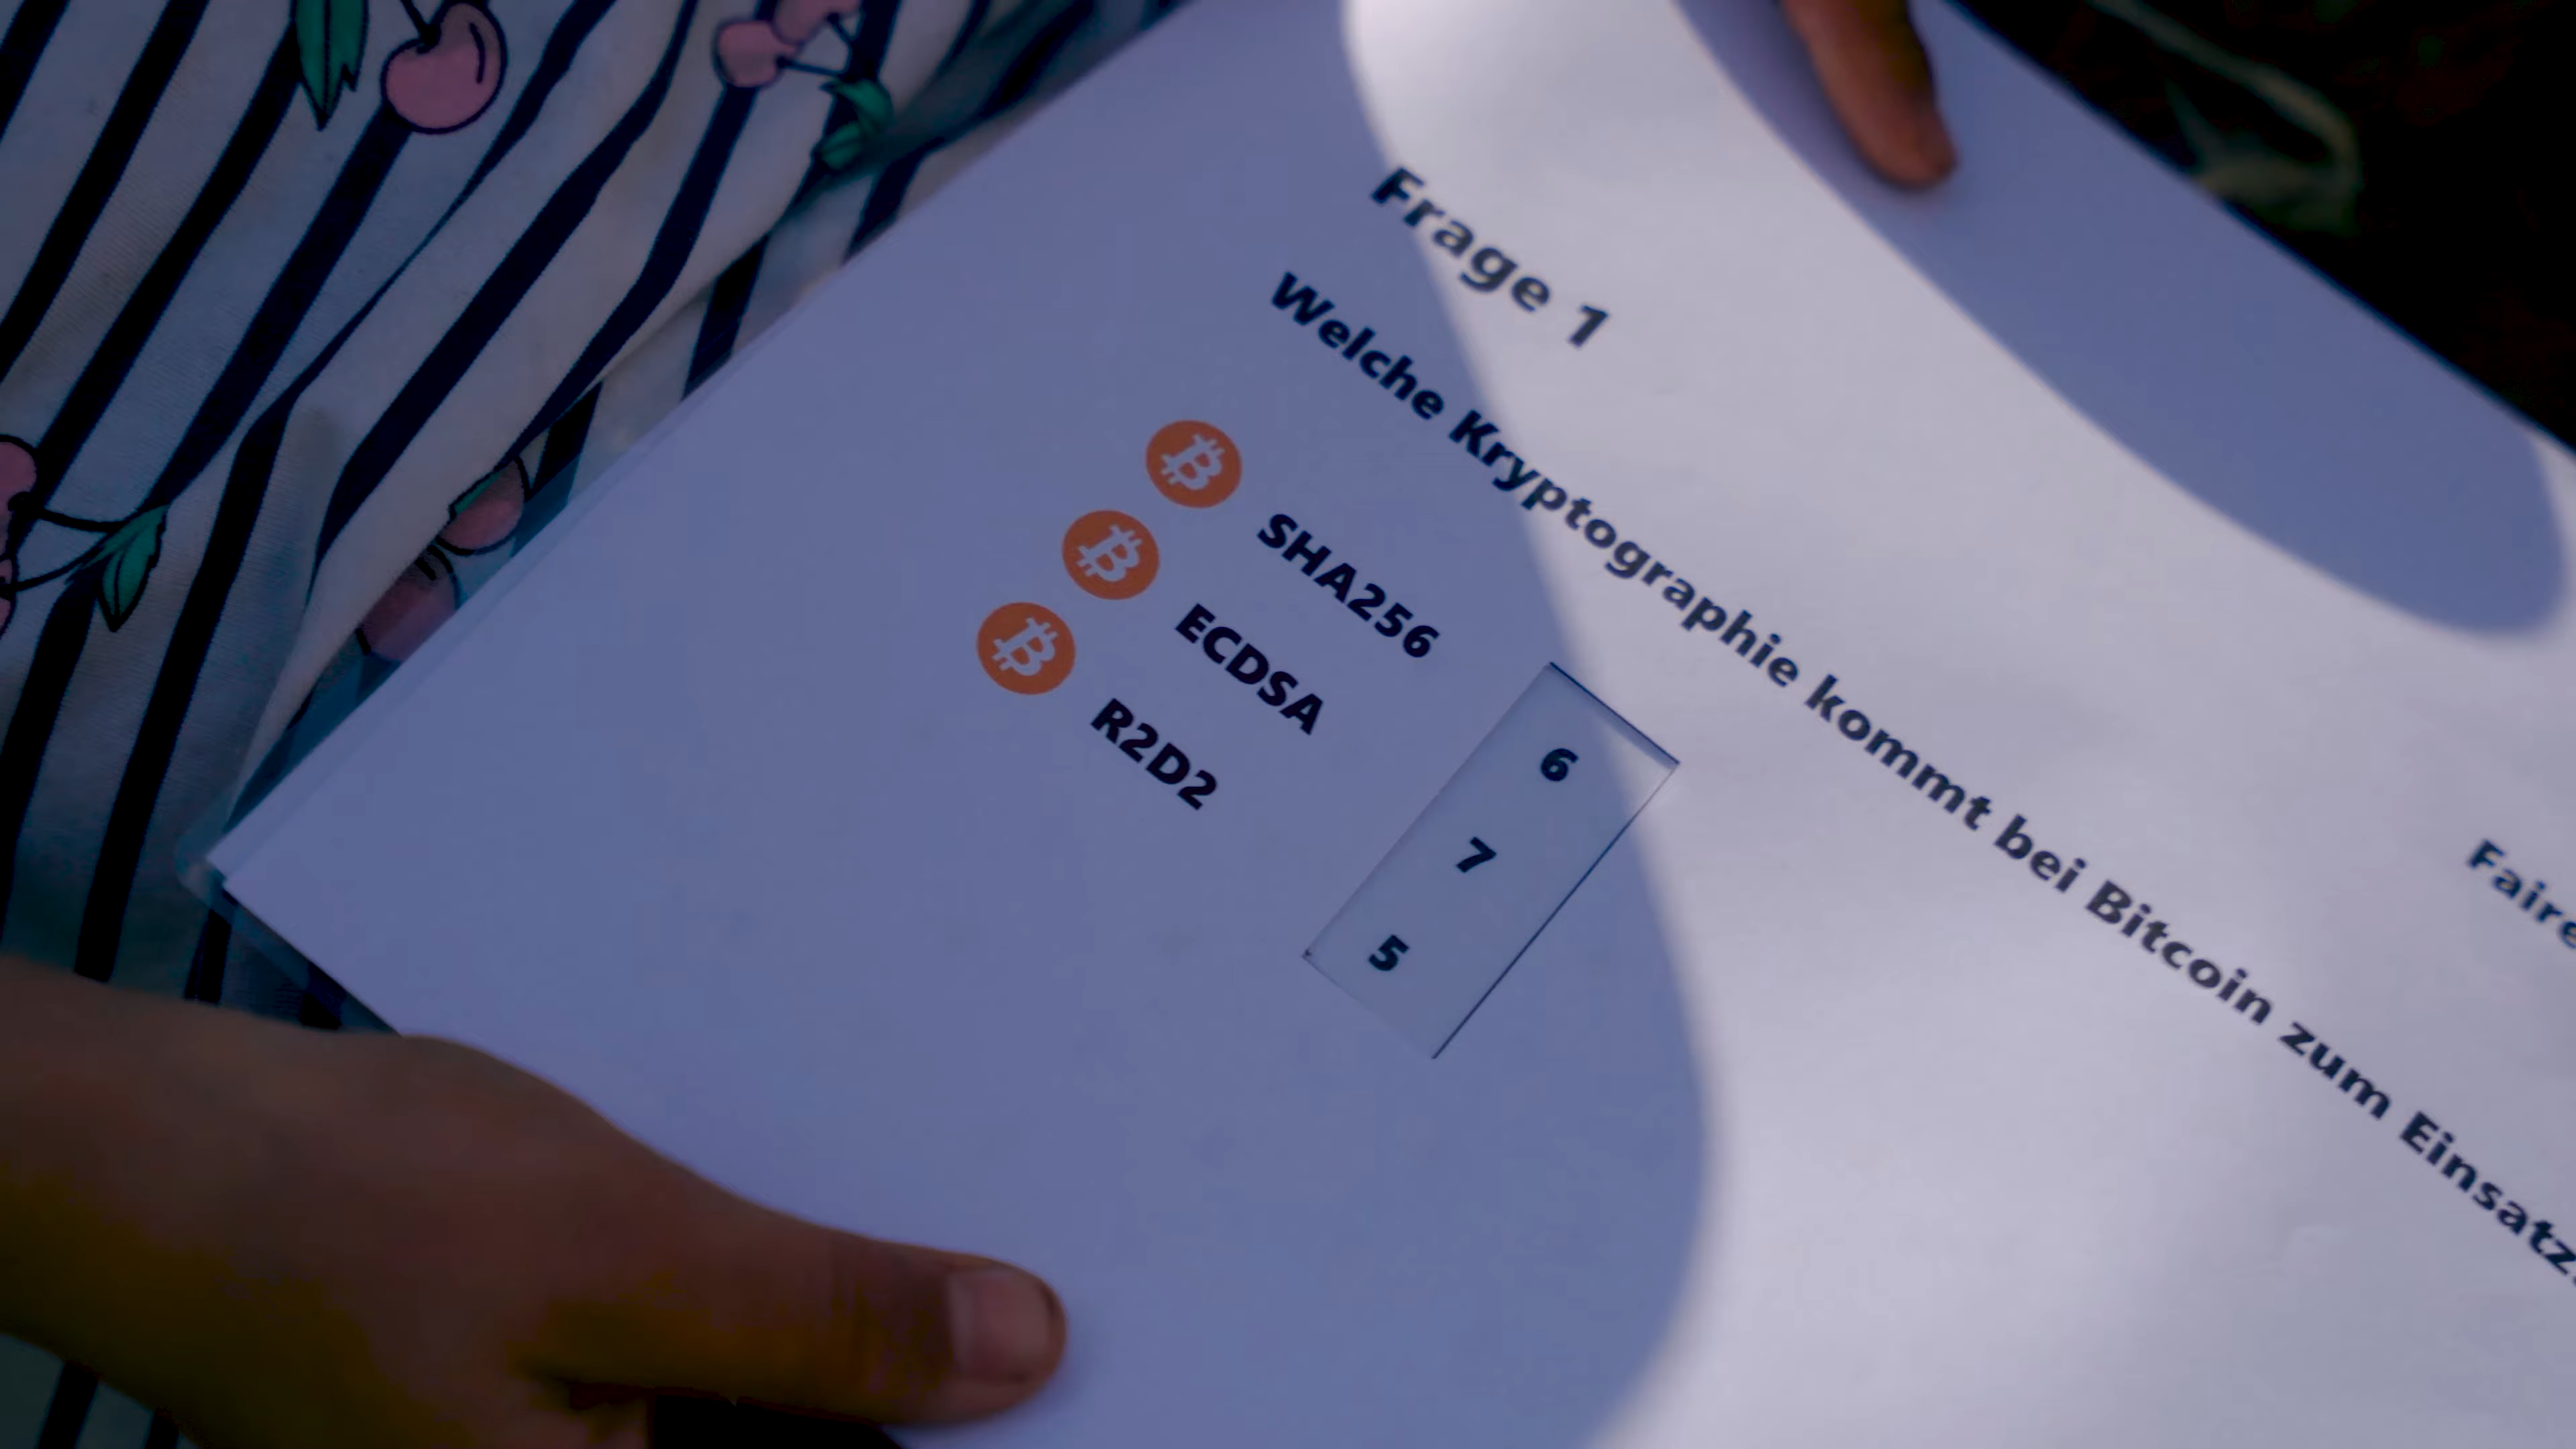 Frage 1
Welche Kryptographie kommt bei Bitcoin zum Einsatz
SHA256 6
ECDSA 7
R2D2 5